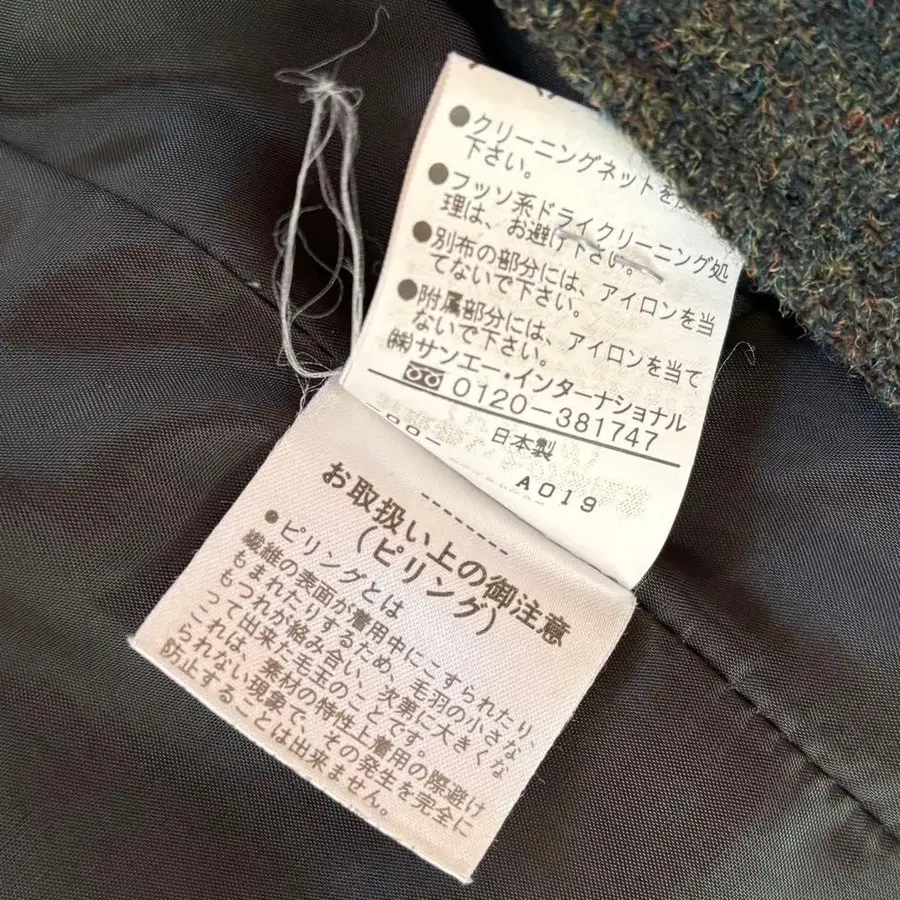 ●クリーニングネットを
下さい。
●フッソ系ドライクリーニング処
理は、お避け下さい。
●別布の部分には、アイロンを当
てないで下さい。
●附属部分には、アイロンを当て
ないで下さい。
㈱サンエー・インターナショナル
0120-381747
日本製
A019
お取扱い上の御注意
(ピリング)
●ピリングとは
繊維の表面が着用中にこすられたり、
もまれたりするため、毛羽の小さな
もつれが絡み合い、次第に大きくな
って出来た毛玉のことです。
これは、素材の特性上着用の際避け
られない現象で、その発生を完全に
防止することは出来ません。